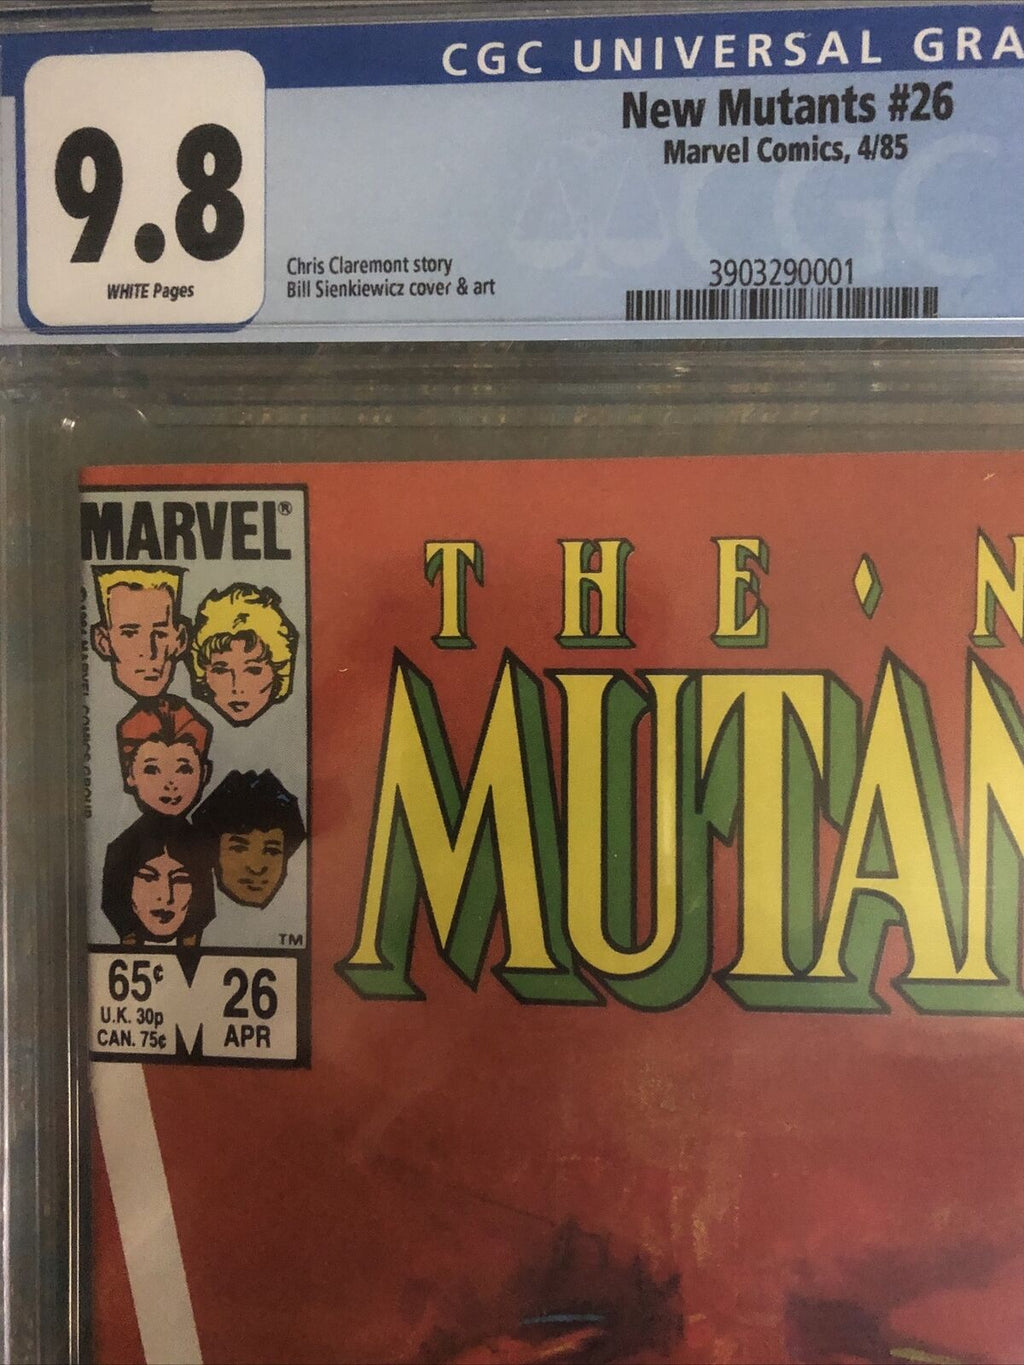 CGC UNIVERSAL GRA
9.8
WHITE Pages
New Mutants #26
Marvel Comics, 4/85
CGC
Chris Claremont story
Bill Sienkiewicz cover & art
3903290001
MARVEL®
THE N
MUTAN
TM
65¢
U.K. 30p
CAN. 75¢
26
APR
M